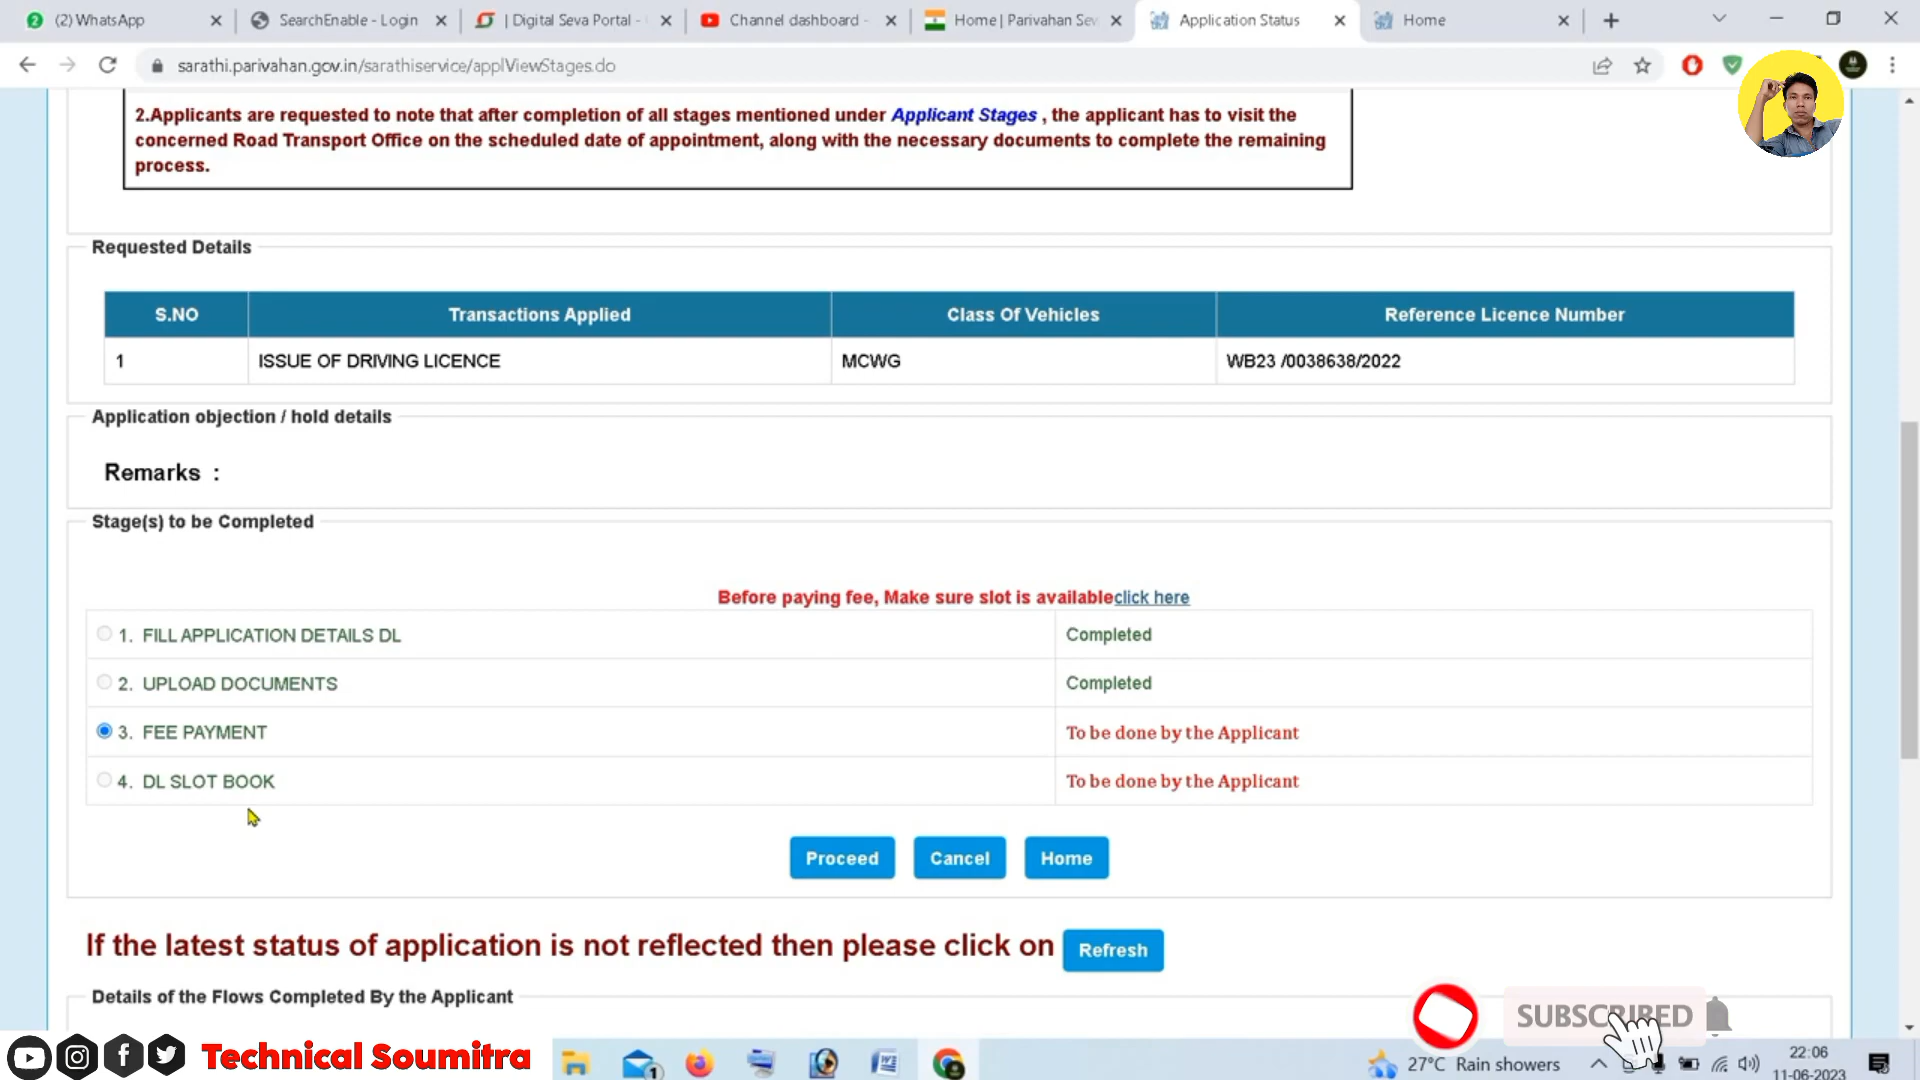 (2) WhatsApp
SearchEnable - Login
| Digital Seva Portal -
Channel dashboard -
Home | Parivahan Sev
Application Status
Home
sarathi.parivahan.gov.in/sarathiservice/applViewStages.do
2.Applicants are requested to note that after completion of all stages mentioned under Applicant Stages , the applicant has to visit the
concerned Road Transport Office on the scheduled date of appointment, along with the necessary documents to complete the remaining
process.
Requested Details
S.NO Transactions Applied Class Of Vehicles Reference Licence Number
1 ISSUE OF DRIVING LICENCE MCWG WB23 /0038638/2022
Application objection / hold details
Remarks :
Stage(s) to be Completed
Before paying fee, Make sure slot is availableclick here
1. FILL APPLICATION DETAILS DL Completed
2. UPLOAD DOCUMENTS Completed
3. FEE PAYMENT To be done by the Applicant
4. DL SLOT BOOK To be done by the Applicant
Proceed Cancel Home
If the latest status of application is not reflected then please click on Refresh
Details of the Flows Completed By the Applicant
SUBSCRIBED
Technical Soumitra
1
27°C Rain showers
22:06
11-06-2023